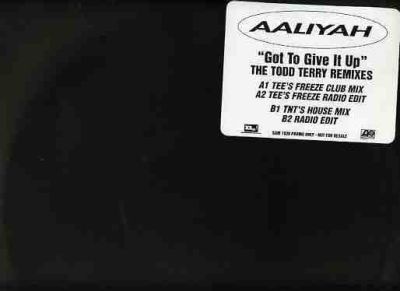 AALIYAH
"Got To Give It Up"
THE TODD TERRY REMIXES
A1 TEE'S FREEZE CLUB MIX
A2 TEE'S FREEZE RADIO EDIT
B1 TNT'S HOUSE MIX
B2 RADIO EDIT
PROMO ONLY - NOT FOR RESALE